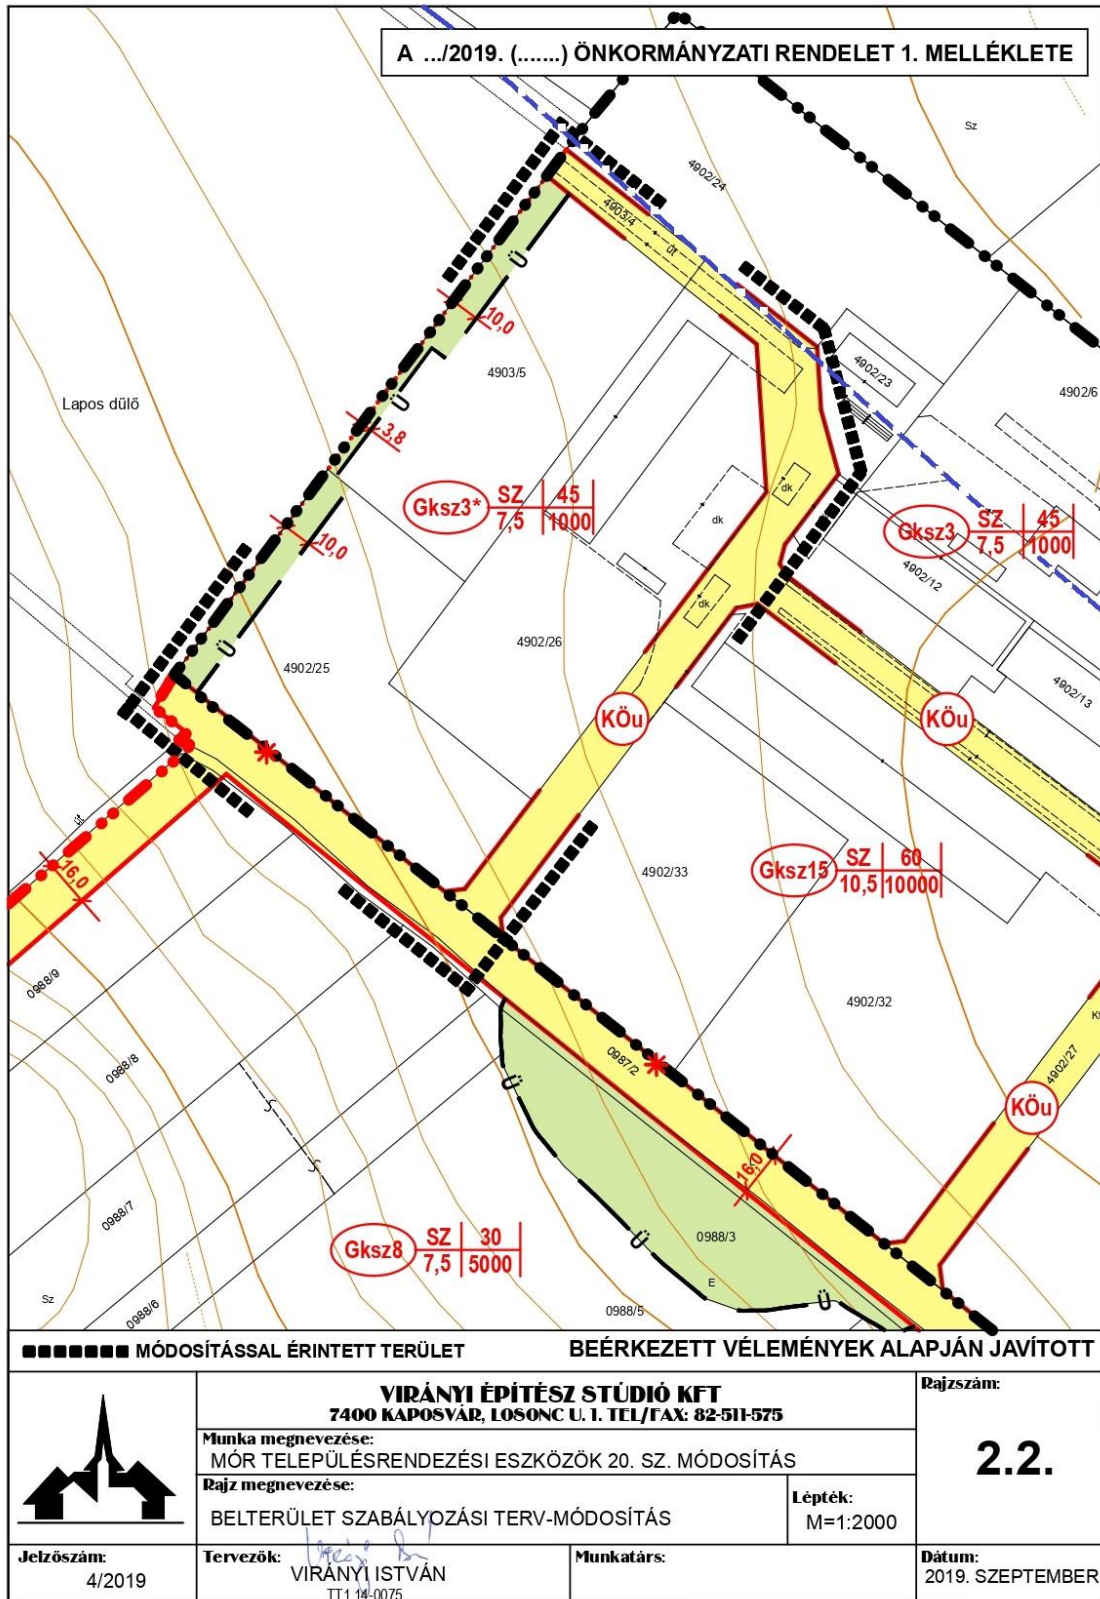 A .../2019. (.......) ÖNKORMÁNYZATI RENDELET 1. MELLÉKLETE
Sz
4902/24
4903/4
út
Ü
10,0
4903/5
4902/23
4902/6
Lapos dűlő
Ü
3,8
Gksz3* SZ 45
7,5 1000
dk
dk
Gksz3 SZ 45
7,5 1000
10,0
4902/12
dk
Ü
4902/25
4902/26
4902/13
KÖu
KÖu
út
16,0
4902/33
Gksz15 SZ 60
10,5 10000
0988/9
4902/32
0988/8
0987/2
4902/27
Ü
KÖu
16,0
0988/7
Gksz8 SZ 30
7,5 5000
Ü
0988/3
E
Sz
0988/6
0988/5
Ü
MÓDOSÍTÁSSAL ÉRINTETT TERÜLET
BEÉRKEZETT VÉLEMÉNYEK ALAPJÁN JAVÍTOTT
VIRÁNYI ÉPÍTÉSZ STÚDIÓ KFT
7400 KAPOSVÁR, LOSONC U. 1. TEL/FAX: 82-511-575
Rajzszám:
2.2.
Munka megnevezése:
MÓR TELEPÜLÉSRENDEZÉSI ESZKÖZÖK 20. SZ. MÓDOSÍTÁS
Rajz megnevezése:
BELTERÜLET SZABÁLYOZÁSI TERV-MÓDOSÍTÁS
Lépték:
M=1:2000
Jelzőszám:
4/2019
Tervezők:
VIRÁNYI ISTVÁN
TT1 14-0075
Munkatárs:
Dátum:
2019. SZEPTEMBER